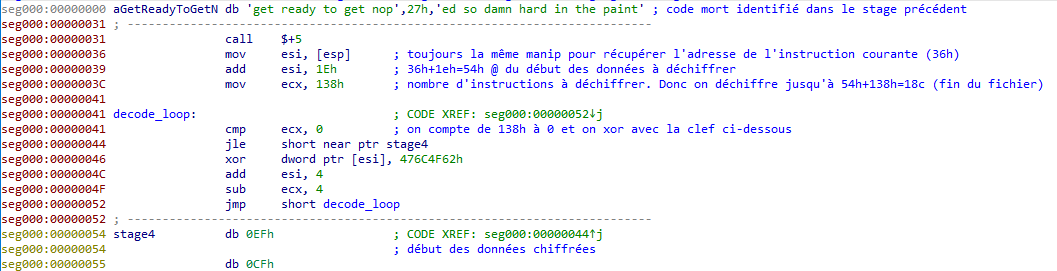 seg000:00000000 aGetReadyToGetN db 'get ready to get nop',27h,'ed so damn hard in the paint' ; code mort identifié dans le stage précédent
seg000:00000031 ; ---------------------------------------------------------------------------
seg000:00000031 call $+5
seg000:00000036 mov esi, [esp] ; toujours la même manip pour récupérer l'adresse de l'instruction courante (36h)
seg000:00000039 add esi, 1Eh ; 36h+1eh=54h @ du début des données à déchiffrer
seg000:0000003C mov ecx, 138h ; nombre d'instructions à déchiffrer. Donc on déchiffre jusqu'à 54h+138h=18c (fin du fichier)
seg000:00000041
seg000:00000041 decode_loop: ; CODE XREF: seg000:00000052↓j
seg000:00000041 cmp ecx, 0 ; on compte de 138h à 0 et on xor avec la clef ci-dessous
seg000:00000044 jle short near ptr stage4
seg000:00000046 xor dword ptr [esi], 476C4F62h
seg000:0000004C add esi, 4
seg000:0000004F sub ecx, 4
seg000:00000052 jmp short decode_loop
seg000:00000052 ; ---------------------------------------------------------------------------
seg000:00000054 stage4 db 0EFh ; CODE XREF: seg000:00000044↑j
seg000:00000054 ; début des données chiffrées
seg000:00000055 db 0CFh